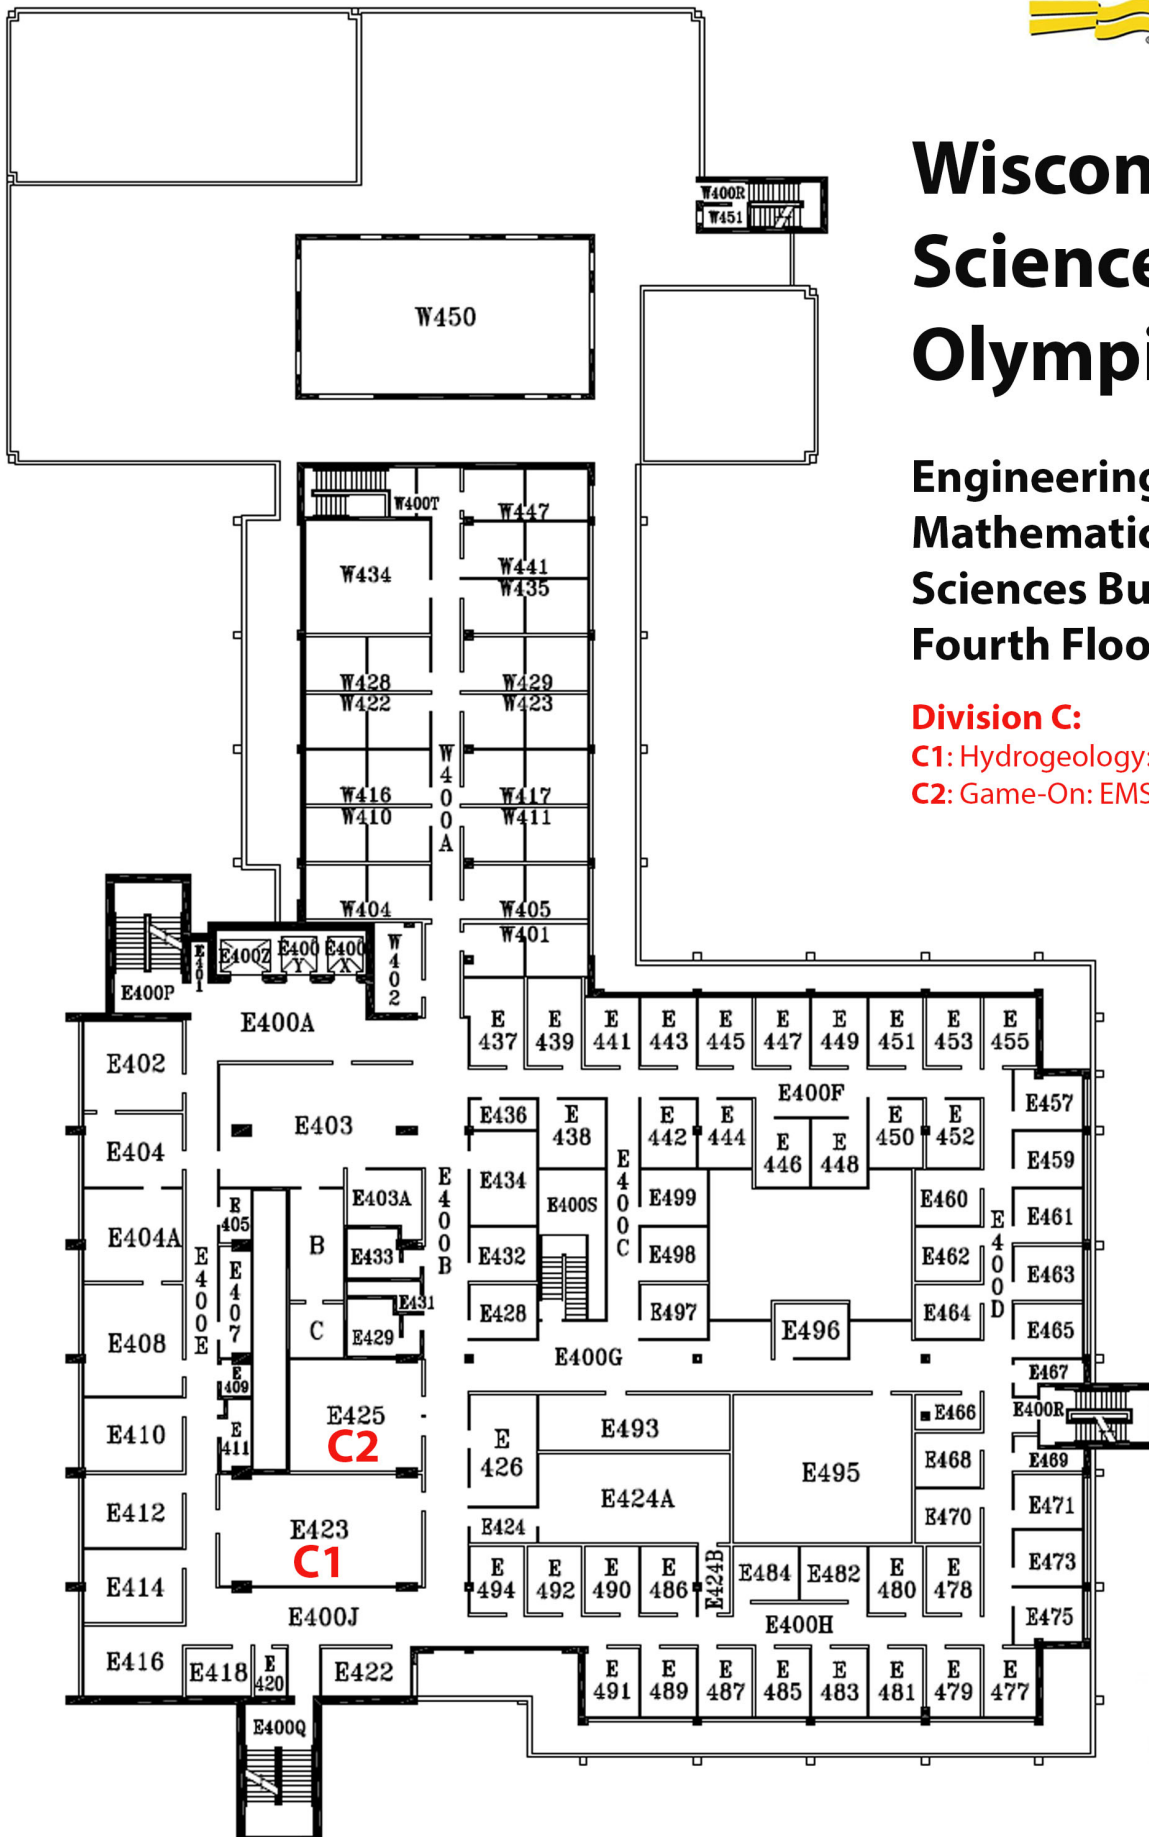 Wiscon
Science
Olympi
Engineering
Mathematic
Sciences Bu
Fourth Floo
Division C:
C1: Hydrogeology:
C2: Game-On: EMS
W400R
W451
W450
W400T
W447
W434
W441
W435
W428
W429
W422
W423
W400A
W416
W417
W410
W411
W404
W405
W401
W402
E401
E400Z
E400Y
E400X
E400P
E400A
E437
E439
E441
E443
E445
E447
E449
E451
E453
E455
E402
E400F
E457
E403
E436
E438
E442
E444
E446
E448
E450
E452
E404
E459
E434
E400S
E400C
E499
E460
E403A
E405
E461
E404A
B
E400B
E400D
E433
E432
E498
E462
E463
E400E
E407
E431
E428
E497
E464
E465
C
E429
E496
E408
E400G
E467
E409
E425
C2
E400R
E466
E410
E411
E426
E493
E468
E469
E495
E424A
E471
E412
E423
C1
E424
E470
E473
E414
E494
E492
E490
E486
E424B
E484
E482
E480
E478
E475
E400J
E400H
E416
E418
E420
E422
E491
E489
E487
E485
E483
E481
E479
E477
E400Q